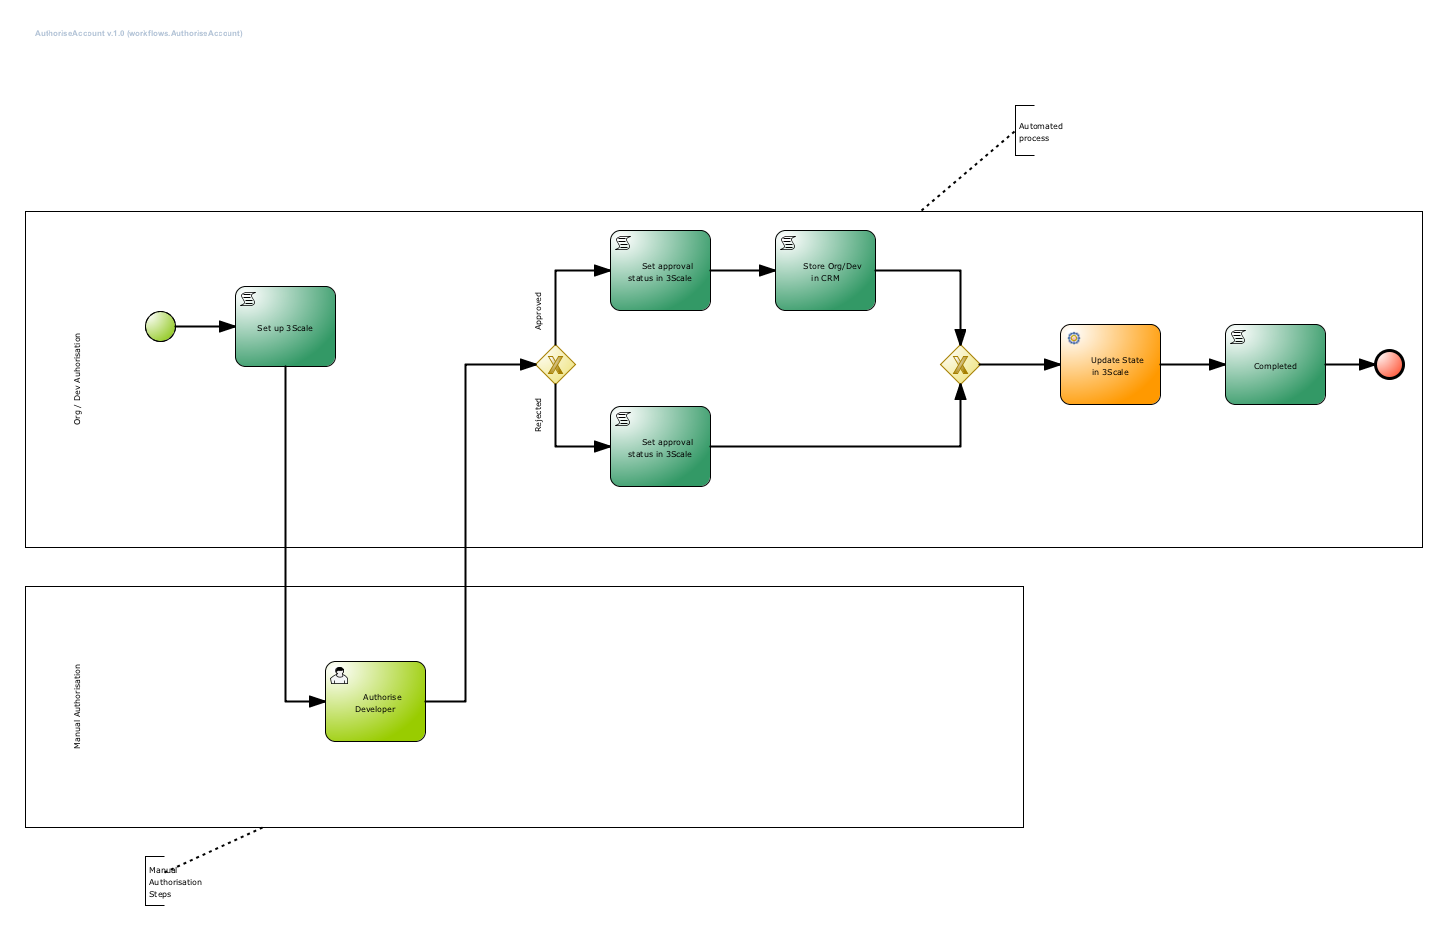 AuthoriseAccount v.1.0 (workflows.AuthoriseAccount)
Automated
process
Org / Dev Auhorisation
Set up 3Scale
Approved
Rejected
Set approval
status in 3Scale
Store Org/Dev
in CRM
Set approval
status in 3Scale
Update State
in 3Scale
Completed
Manual Authorisation
Authorise
Developer
Manual
Authorisation
Steps